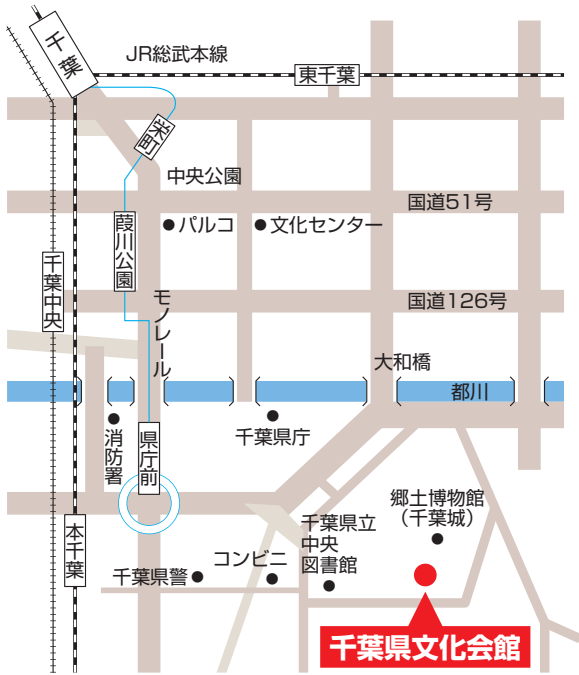 千葉
JR総武本線
東千葉
栄町
中央公園
国道51号
パルコ
文化センター
葭川公園
千葉中央
モノレール
国道126号
大和橋
都川
消防署
県庁前
千葉県庁
郷土博物館
（千葉城）
千葉県立
中央
図書館
本千葉
コンビニ
千葉県警
千葉県文化会館